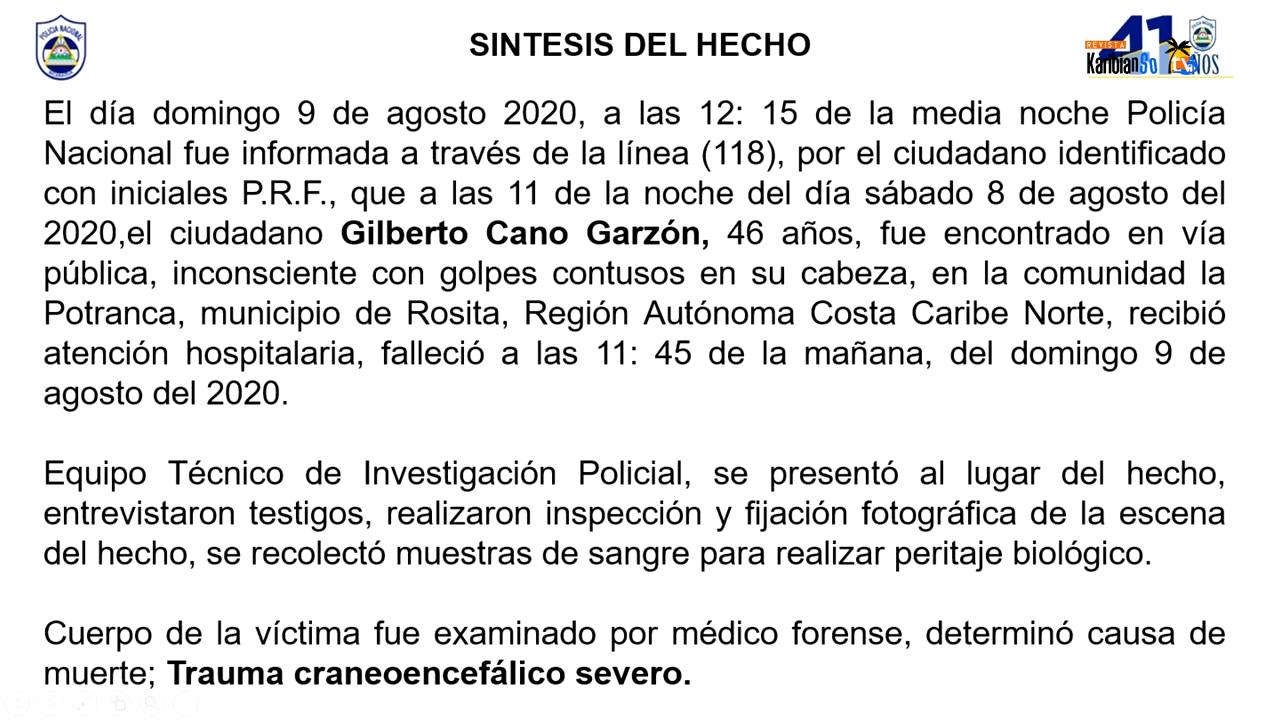 POLICIA NACIONAL
SINTESIS DEL HECHO
41
REVISTA
Karibian
AÑOS
El día domingo 9 de agosto 2020, a las 12: 15 de la media noche Policía
Nacional fue informada a través de la línea (118), por el ciudadano identificado
con iniciales P.R.F., que a las 11 de la noche del día sábado 8 de agosto del
2020,el ciudadano Gilberto Cano Garzón, 46 años, fue encontrado en vía
pública, inconsciente con golpes contusos en su cabeza, en la comunidad la
Potranca, municipio de Rosita, Región Autónoma Costa Caribe Norte, recibió
atención hospitalaria, falleció a las 11: 45 de la mañana, del domingo 9 de
agosto del 2020.
Equipo Técnico de Investigación Policial, se presentó al lugar del hecho,
entrevistaron testigos, realizaron inspección y fijación fotográfica de la escena
del hecho, se recolectó muestras de sangre para realizar peritaje biológico.
Cuerpo de la víctima fue examinado por médico forense, determinó causa de
muerte; Trauma craneoencefálico severo.